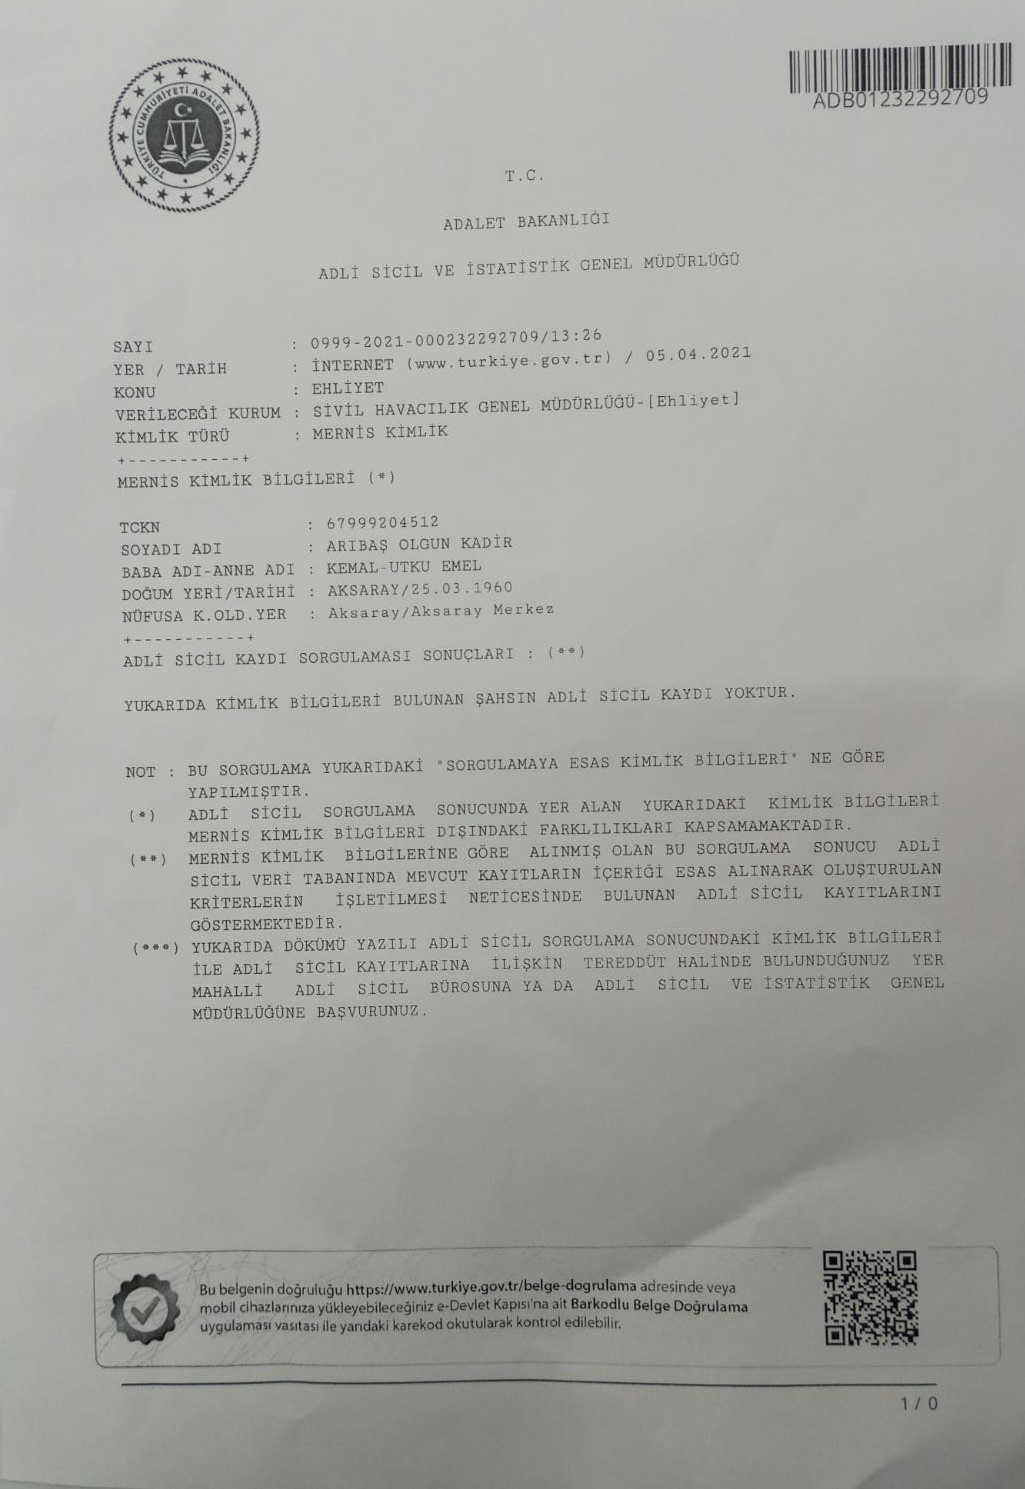 TÜRKİYE CUMHURİYETİ ADALET BAKANLIĞI
ADB01232292709
T.C.
ADALET BAKANLIĞI
ADLİ SİCİL VE İSTATİSTİK GENEL MÜDÜRLÜĞÜ
SAYI : 0999-2021-000232292709/13:26
YER / TARİH : İNTERNET (www.turkiye.gov.tr) / 05.04.2021
KONU : EHLİYET
VERİLECEĞİ KURUM : SİVİL HAVACILIK GENEL MÜDÜRLÜĞÜ-[Ehliyet]
KİMLİK TÜRÜ : MERNİS KİMLİK
+-----------+
MERNİS KİMLİK BİLGİLERİ (*)
TCKN : 67999204512
SOYADI ADI : ARIBAŞ OLGUN KADİR
BABA ADI-ANNE ADI : KEMAL-UTKU EMEL
DOĞUM YERİ/TARİHİ : AKSARAY/25.03.1960
NÜFUSA K.OLD.YER : Aksaray/Aksaray Merkez
+-----------+
ADLİ SİCİL KAYDI SORGULAMASI SONUÇLARI : (**)
YUKARIDA KİMLİK BİLGİLERİ BULUNAN ŞAHSIN ADLİ SİCİL KAYDI YOKTUR.
NOT : BU SORGULAMA YUKARIDAKİ "SORGULAMAYA ESAS KİMLİK BİLGİLERİ" NE GÖRE
YAPILMIŞTIR.
(*) ADLİ SİCİL SORGULAMA SONUCUNDA YER ALAN YUKARIDAKİ KİMLİK BİLGİLERİ
MERNİS KİMLİK BİLGİLERİ DIŞINDAKİ FARKLILIKLARI KAPSAMAMAKTADIR.
(**) MERNİS KİMLİK BİLGİLERİNE GÖRE ALINMIŞ OLAN BU SORGULAMA SONUCU ADLİ
SİCİL VERİ TABANINDA MEVCUT KAYITLARIN İÇERİĞİ ESAS ALINARAK OLUŞTURULAN
KRİTERLERİN İŞLETİLMESİ NETİCESİNDE BULUNAN ADLİ SİCİL KAYITLARINI
GÖSTERMEKTEDİR.
(***) YUKARIDA DÖKÜMÜ YAZILI ADLİ SİCİL SORGULAMA SONUCUNDAKİ KİMLİK BİLGİLERİ
İLE ADLİ SİCİL KAYITLARINA İLİŞKİN TEREDDÜT HALİNDE BULUNDUĞUNUZ YER
MAHALLİ ADLİ SİCİL BÜROSUNA YA DA ADLİ SİCİL VE İSTATİSTİK GENEL
MÜDÜRLÜĞÜNE BAŞVURUNUZ.
Bu belgenin doğruluğu https://www.turkiye.gov.tr/belge-dogrulama adresinde veya
mobil cihazlarınıza yükleyebileceğiniz e-Devlet Kapısı'na ait Barkodlu Belge Doğrulama
uygulaması vasıtası ile yandaki karekod okutularak kontrol edilebilir.
1 / 0